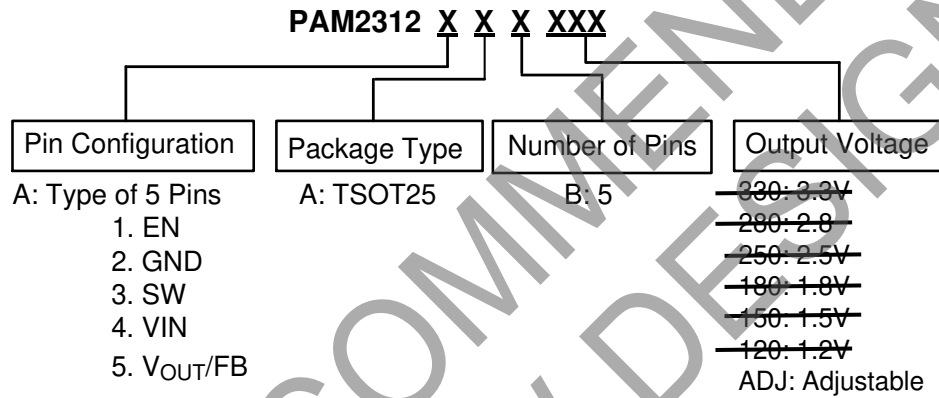 PAM2312 X X X XXX
Pin Configuration
Package Type
Number of Pins
Output Voltage
A: Type of 5 Pins
1. EN
2. GND
3. SW
4. VIN
5. VOUT/FB
A: TSOT25
B: 5
330: 3.3V
280: 2.8
250: 2.5V
180: 1.8V
150: 1.5V
120: 1.2V
ADJ: Adjustable
COMMEN
DESIG